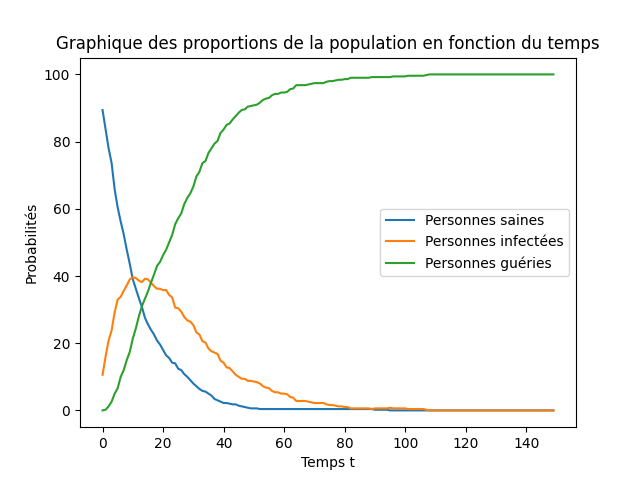 Graphique des proportions de la population en fonction du temps
100
80
60
40
20
0
Probabilités
Personnes saines
Personnes infectées
Personnes guéries
0 20 40 60 80 100 120 140
Temps t